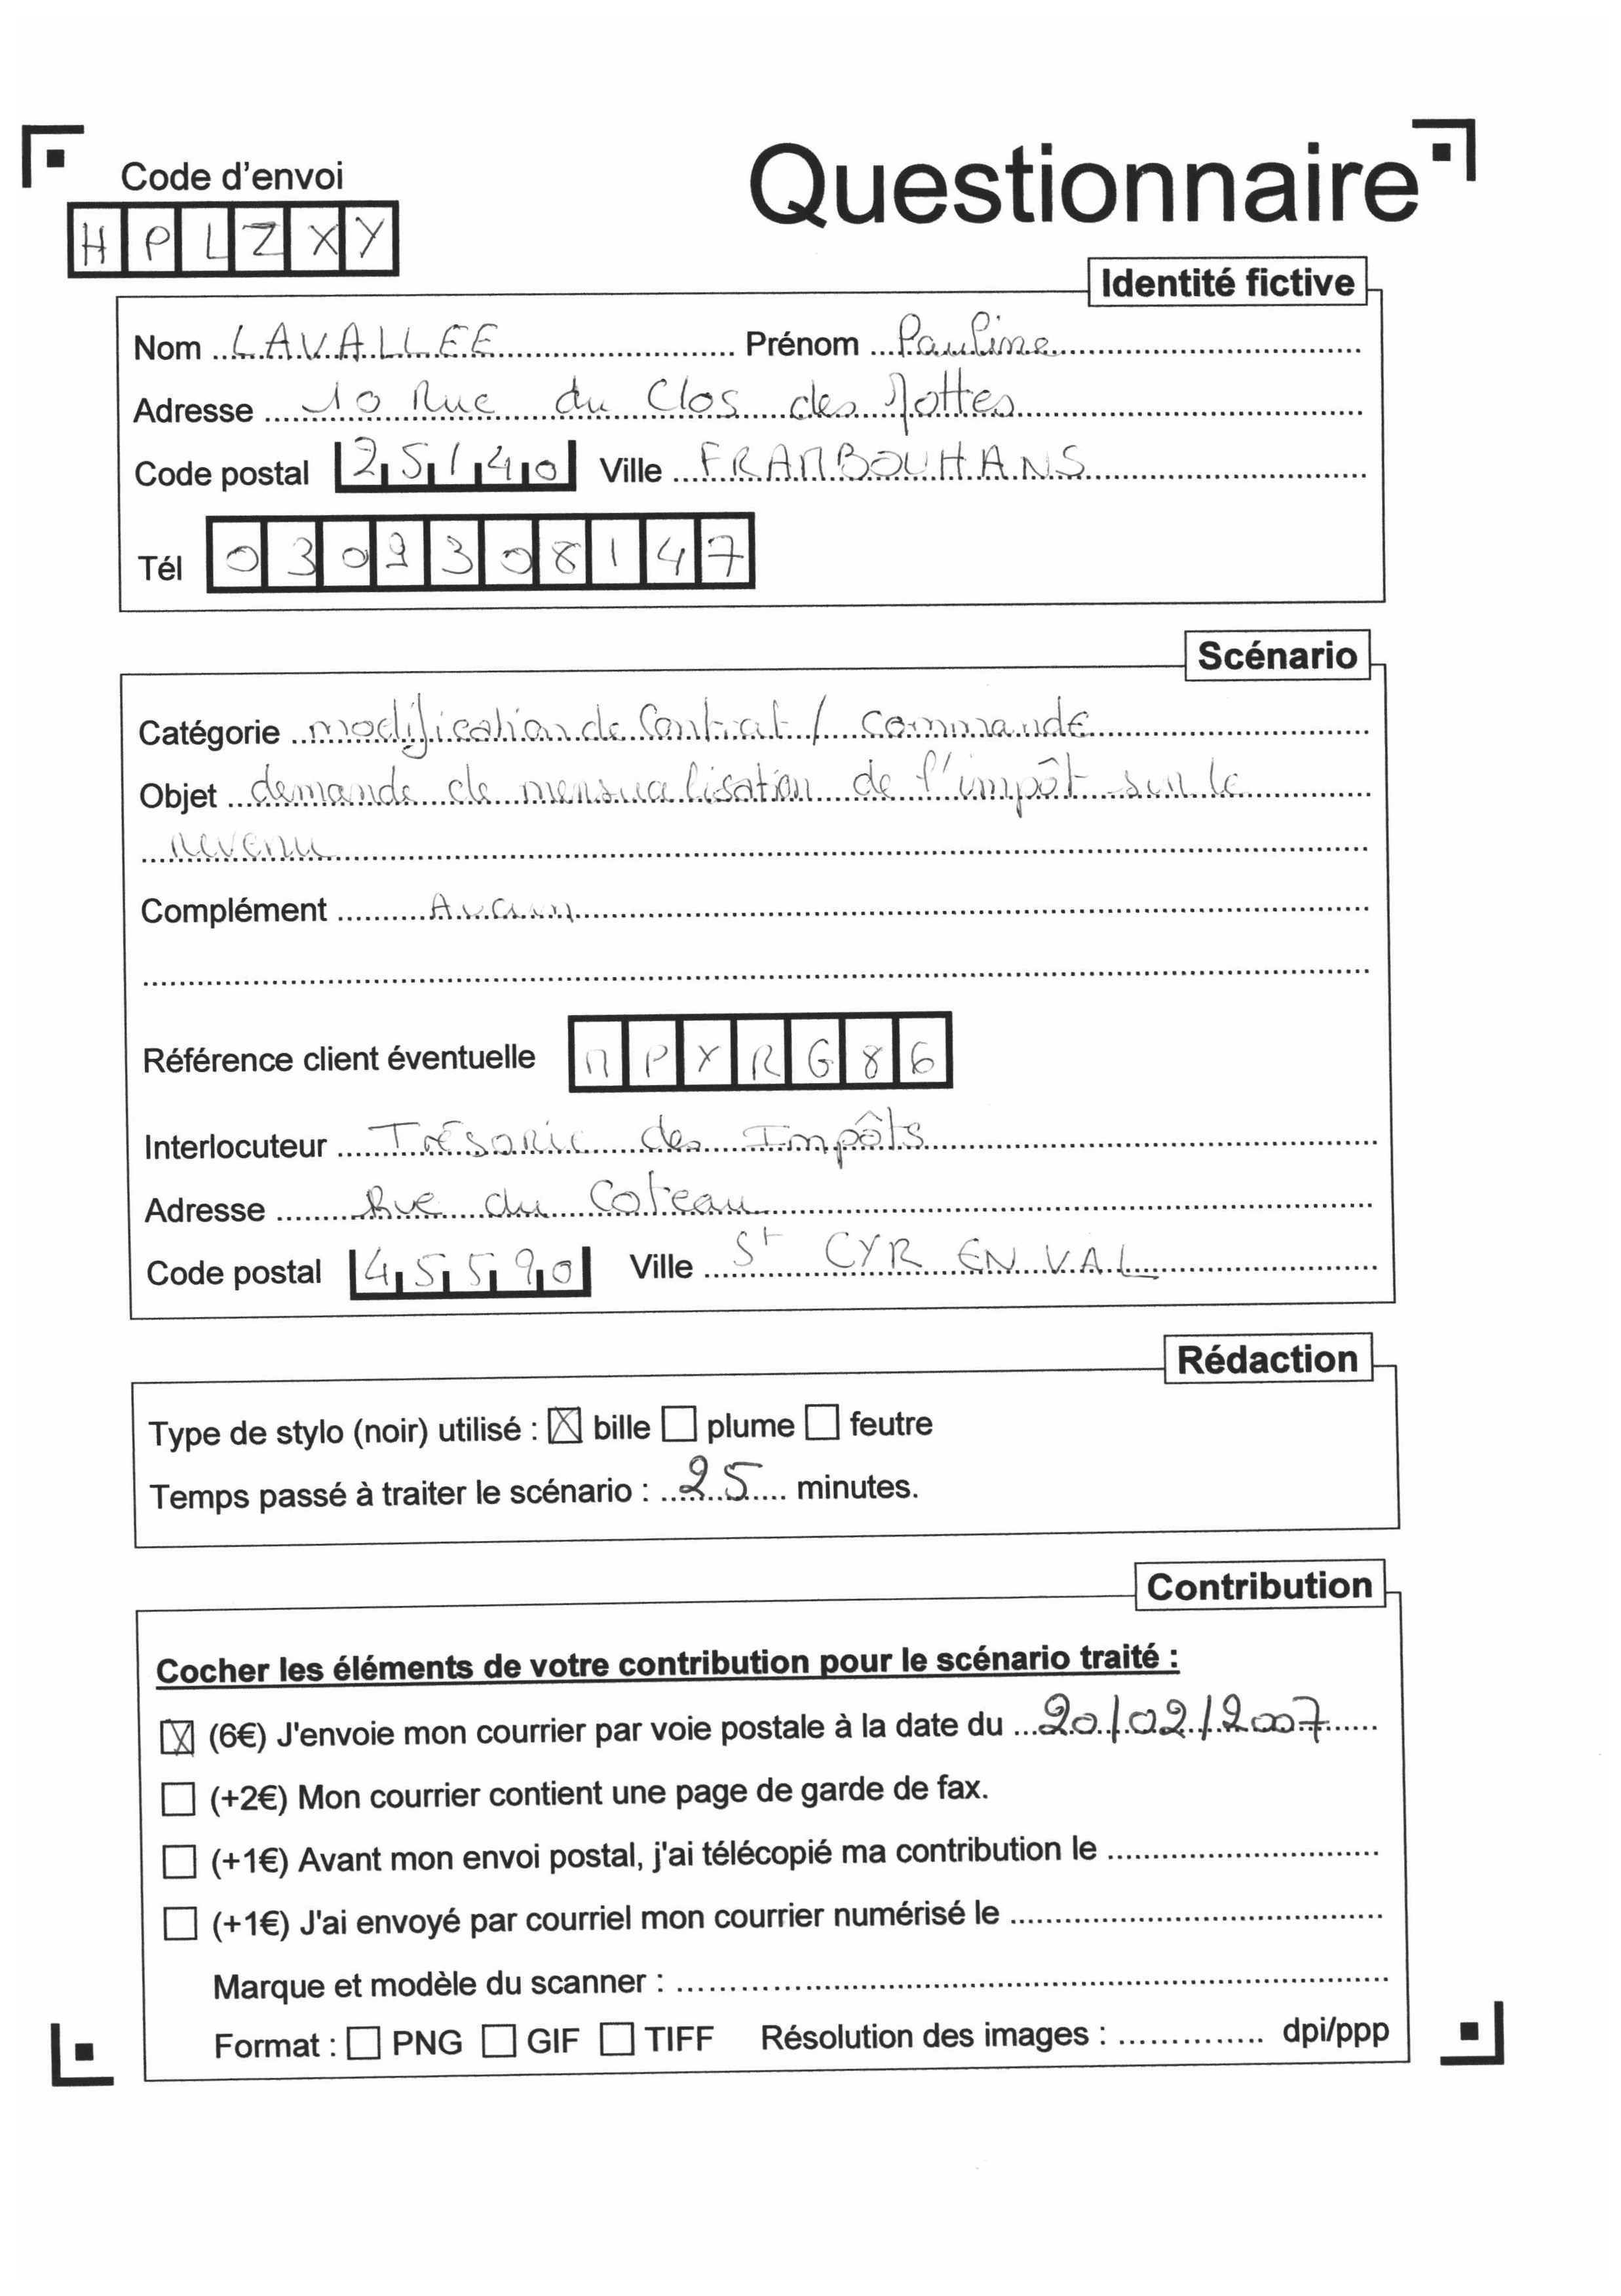 Code d'envoi
Questionnaire
H P L Z X Y
Identité fictive
Nom LAVALLEE Prénom Pauline
Adresse 10 Rue du Clos des Mottes
Code postal 25140 Ville FRAMBOUHANS
Tél 0309308147
Scénario
Catégorie modification de Contrat / Commande
Objet demande de mensualisation de l'impôt sur le
revenu
Complément Aucun
Référence client éventuelle MPXRG86
Interlocuteur Trésorie des Impôts
Adresse Rue du Coteau
Code postal 45590 Ville St CYR EN VAL
Rédaction
Type de stylo (noir) utilisé : ☒ bille ☐ plume ☐ feutre
Temps passé à traiter le scénario : 25 minutes.
Contribution
Cocher les éléments de votre contribution pour le scénario traité :
☒ (6€) J'envoie mon courrier par voie postale à la date du 20/02/2007
☐ (+2€) Mon courrier contient une page de garde de fax.
☐ (+1€) Avant mon envoi postal, j'ai télécopié ma contribution le
☐ (+1€) J'ai envoyé par courriel mon courrier numérisé le
Marque et modèle du scanner :
Format : ☐ PNG ☐ GIF ☐ TIFF Résolution des images : dpi/ppp